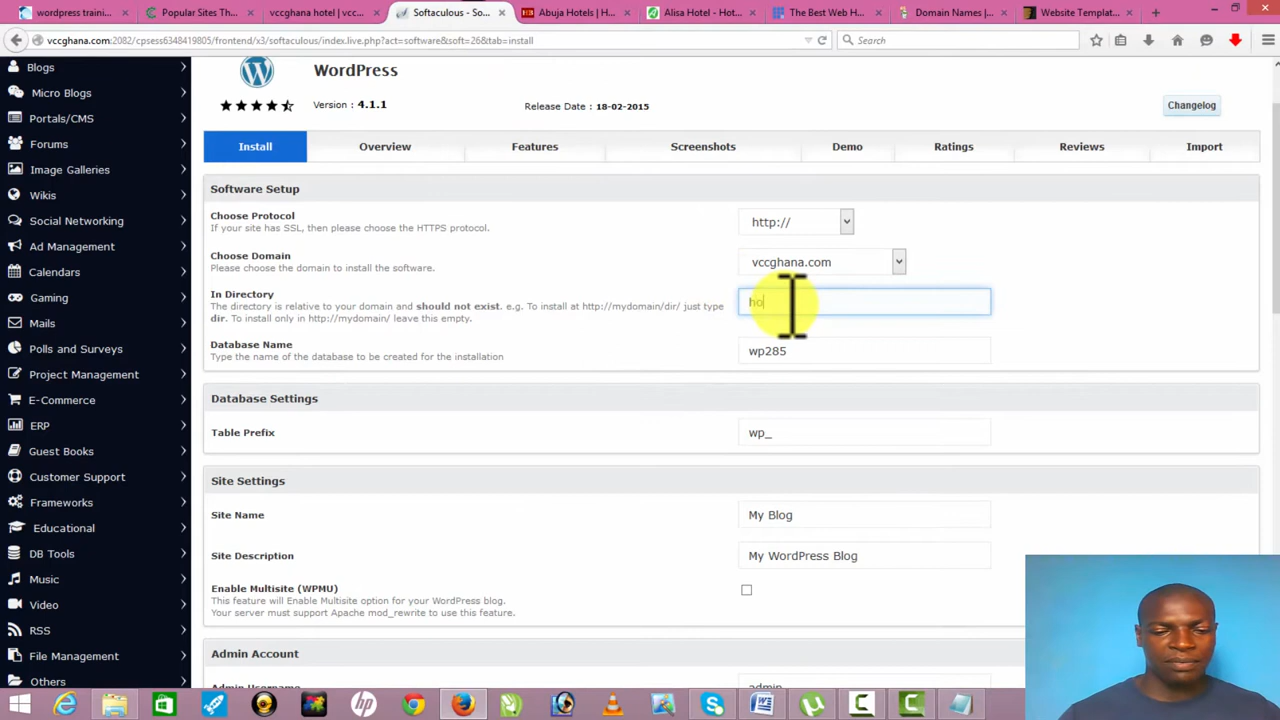 wordpress training...
Popular Sites Th...
vccghana hotel | vcc...
Softaculous - So...
Abuja Hotels | H...
Alisa Hotel - Hot...
The Best Web H...
Domain Names |...
Website Templat...
vccghana.com:2082/cpsess6348419805/frontend/x3/softaculous/index.live.php?act=software&soft=26&tab=install
Search
Blogs
Micro Blogs
Portals/CMS
Forums
Image Galleries
Wikis
Social Networking
Ad Management
Calendars
Gaming
Mails
Polls and Surveys
Project Management
E-Commerce
ERP
Guest Books
Customer Support
Frameworks
Educational
DB Tools
Music
Video
RSS
File Management
Others
WordPress
Version : 4.1.1
Release Date : 18-02-2015
Changelog
Install
Overview
Features
Screenshots
Demo
Ratings
Reviews
Import
Software Setup
Choose Protocol
If your site has SSL, then please choose the HTTPS protocol.
http://
Choose Domain
Please choose the domain to install the software.
vccghana.com
In Directory
The directory is relative to your domain and should not exist. e.g. To install at http://mydomain/dir/ just type
dir. To install only in http://mydomain/ leave this empty.
ho
Database Name
Type the name of the database to be created for the installation
wp285
Database Settings
Table Prefix
wp_
Site Settings
Site Name
My Blog
Site Description
My WordPress Blog
Enable Multisite (WPMU)
This feature will Enable Multisite option for your WordPress blog.
Your server must support Apache mod_rewrite to use this feature.
Admin Account
Admin Username
admin